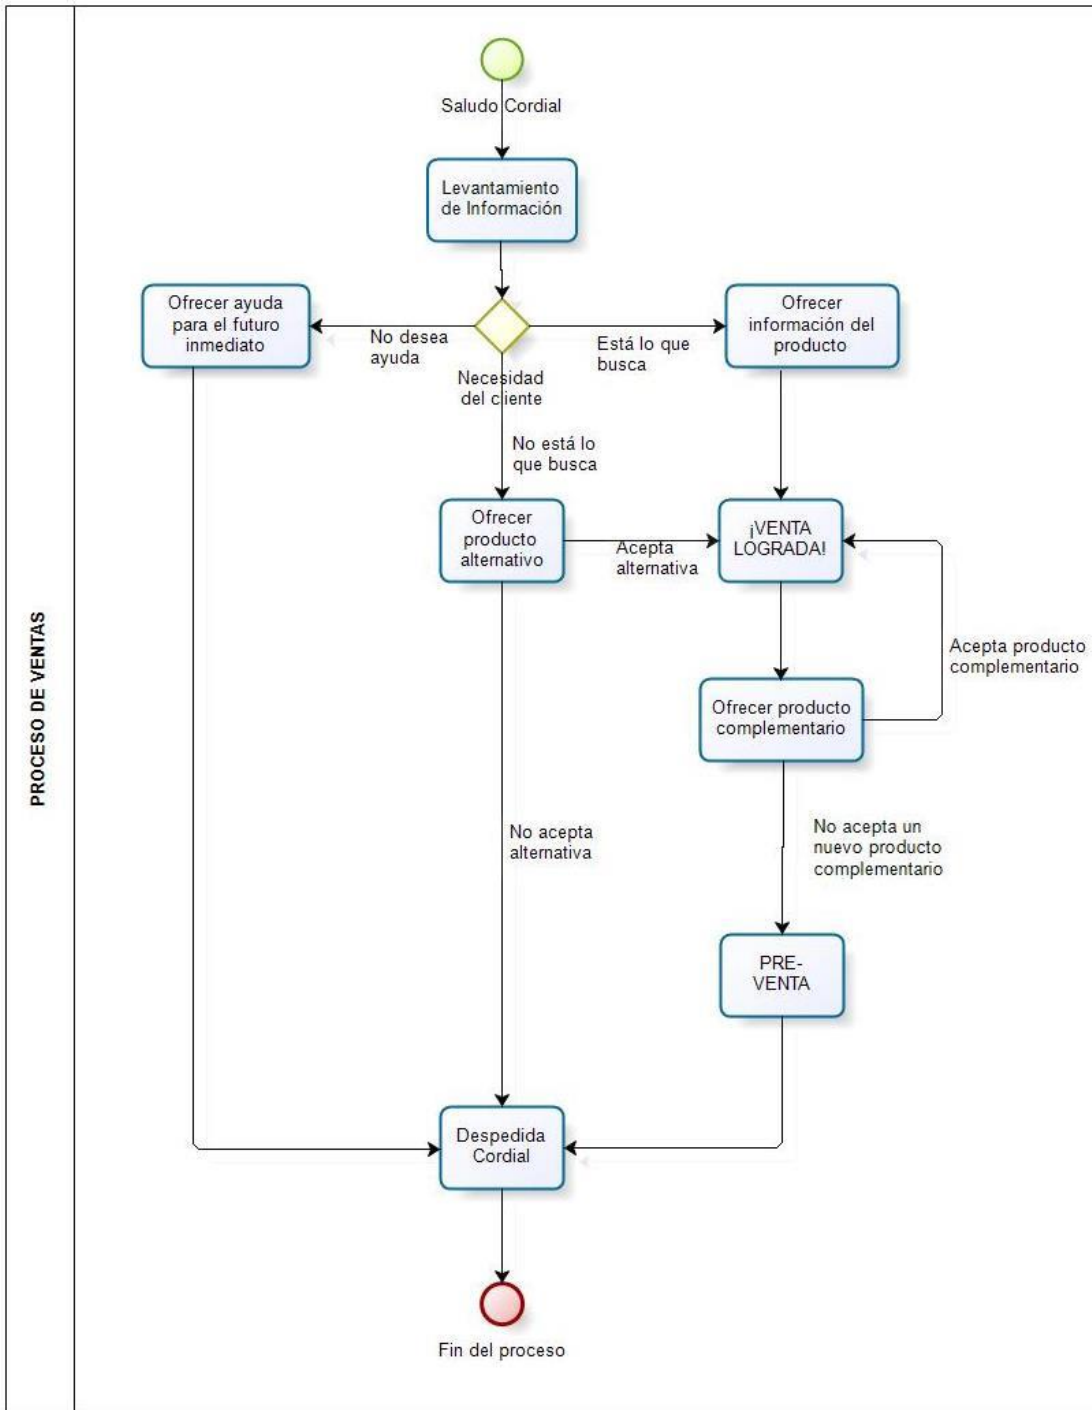 PROCESO DE VENTAS
Saludo Cordial
Levantamiento
de Información
Ofrecer ayuda
para el futuro
inmediato
No desea
ayuda
Necesidad
del cliente
Está lo que
busca
Ofrecer
información del
producto
No está lo
que busca
Ofrecer
producto
alternativo
Acepta
alternativa
¡VENTA
LOGRADA!
Acepta producto
complementario
Ofrecer producto
complementario
No acepta
alternativa
No acepta un
nuevo producto
complementario
PRE-
VENTA
Despedida
Cordial
Fin del proceso